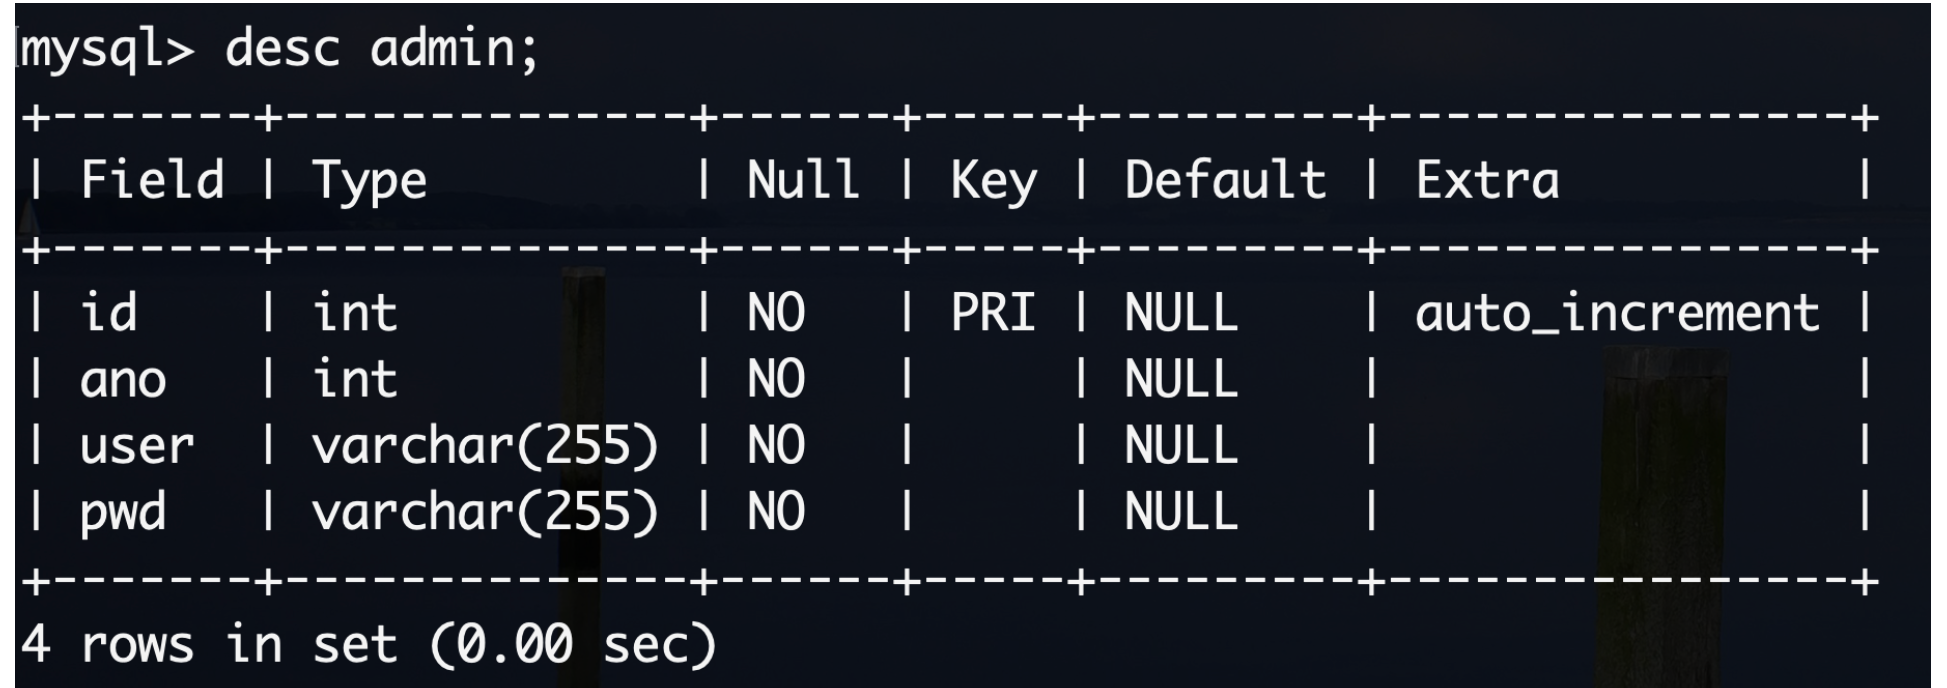 mysql> desc admin;
+-------+--------------+------+-----+---------+----------------+
| Field | Type         | Null | Key | Default | Extra          |
+-------+--------------+------+-----+---------+----------------+
| id    | int          | NO   | PRI | NULL    | auto_increment |
| ano   | int          | NO   |     | NULL    |                |
| user  | varchar(255) | NO   |     | NULL    |                |
| pwd   | varchar(255) | NO   |     | NULL    |                |
+-------+--------------+------+-----+---------+----------------+
4 rows in set (0.00 sec)